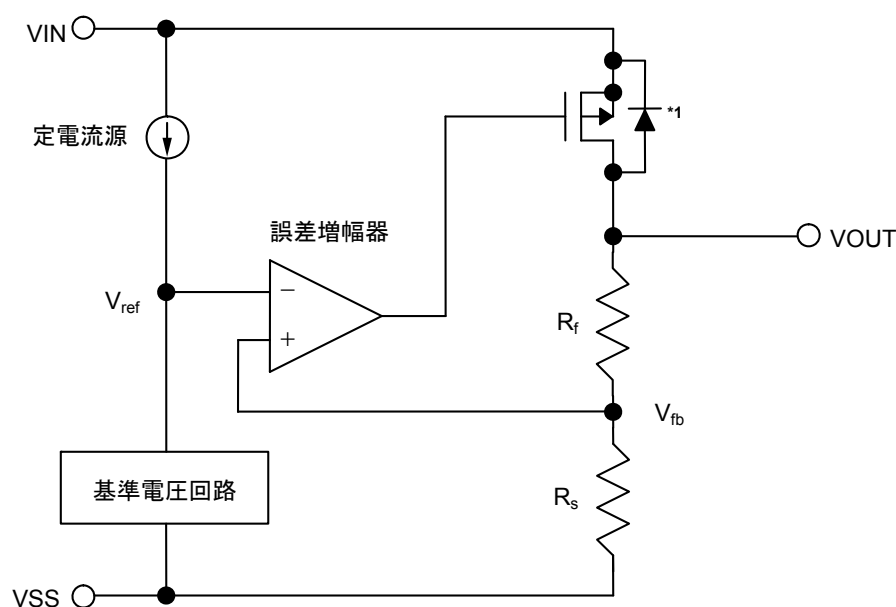 VIN
*1
定電流源
誤差増幅器
VOUT
Vref
−
+
Rf
Vfb
基準電圧回路
Rs
VSS